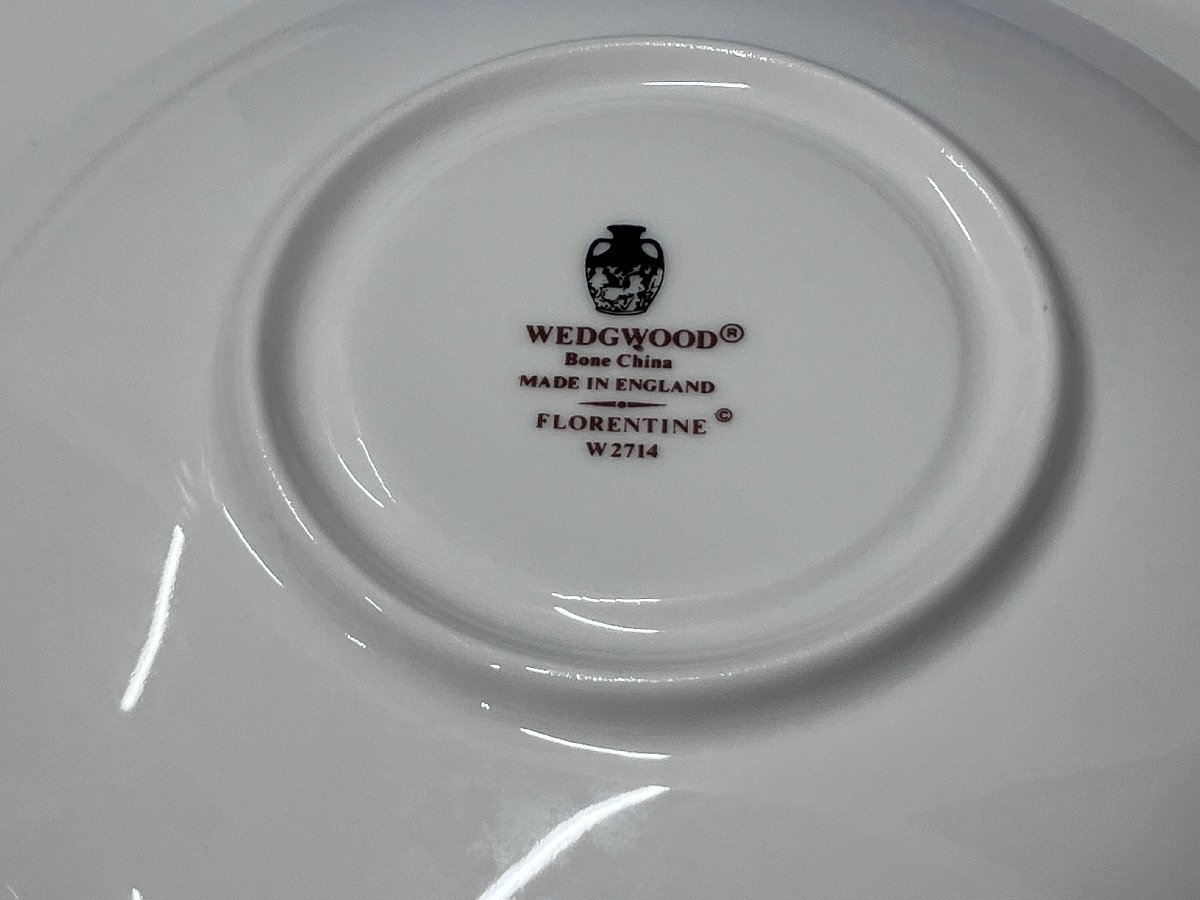 WEDGWOOD®
Bone China
MADE IN ENGLAND
FLORENTINE©
W2714